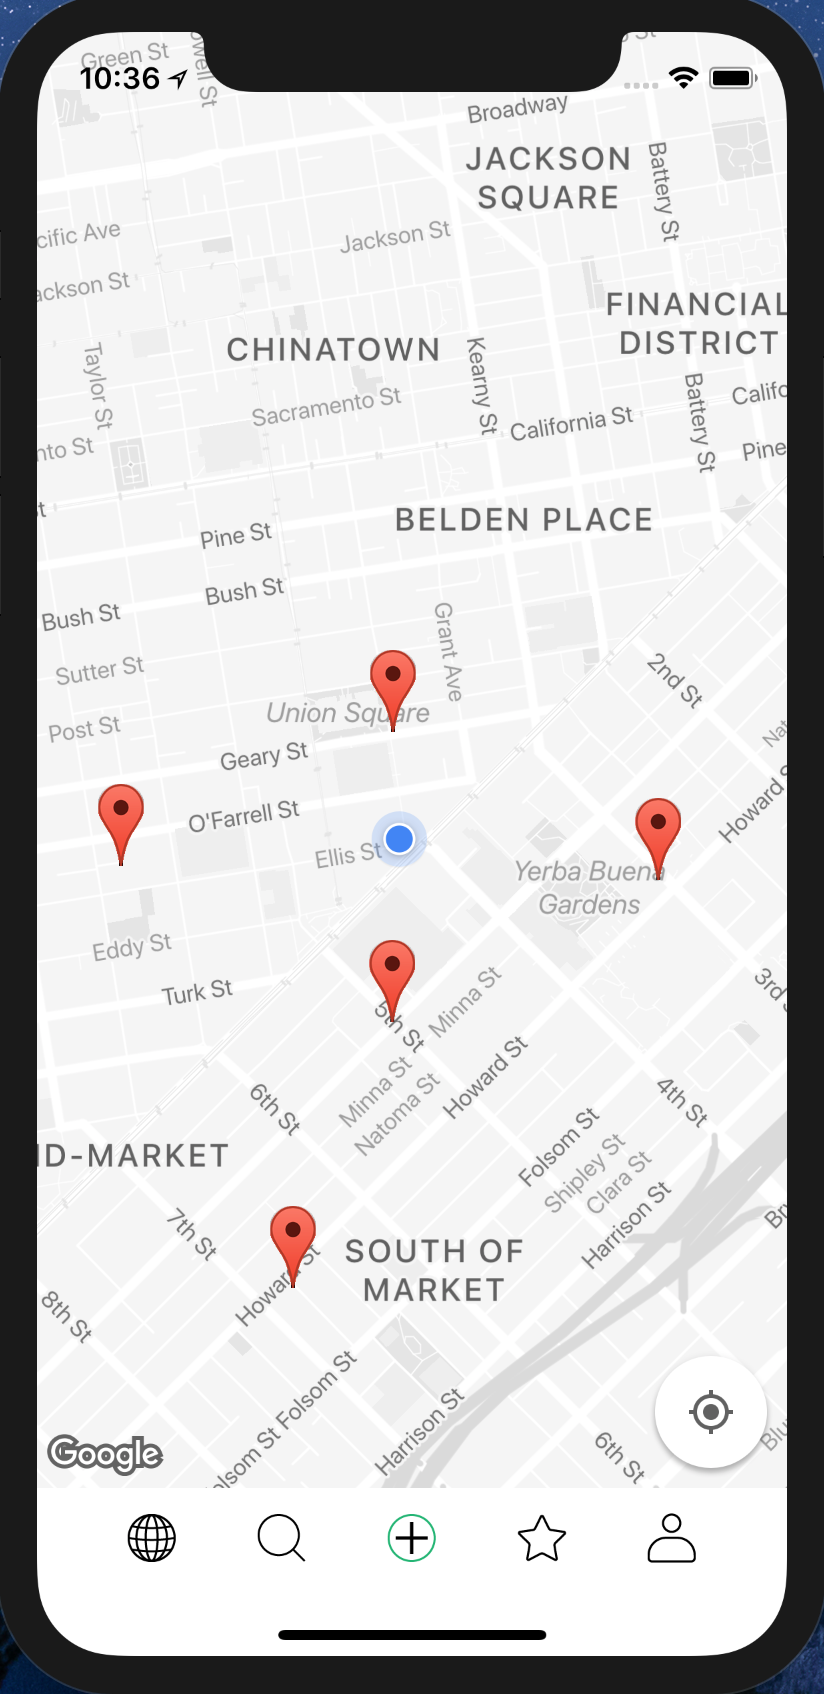 Green St
10:36
Broadway
JACKSON
SQUARE
Battery St
cific Ave
Jackson St
ackson St
FINANCIAL
DISTRICT
CHINATOWN
Taylor St
Kearny St
Battery St
Sacramento St
California St
Califo
nto St
Pine
st
BELDEN PLACE
Pine St
Bush St
Bush St
Grant Ave
Sutter St
2nd St
Union Square
Post St
Nat
Geary St
Howard S
O'Farrell St
Ellis St
Yerba Buena
Gardens
Eddy St
Turk St
Minna St
3rd
5th St
Minna St
Howard St
Natoma St
6th St
4th St
Folsom St
ID-MARKET
Shipley St
Clara St
7th St
Harrison St
Br
SOUTH OF
MARKET
Howard St
8th St
Folsom St
Harrison St
olsom St
6th St
Blu
Google